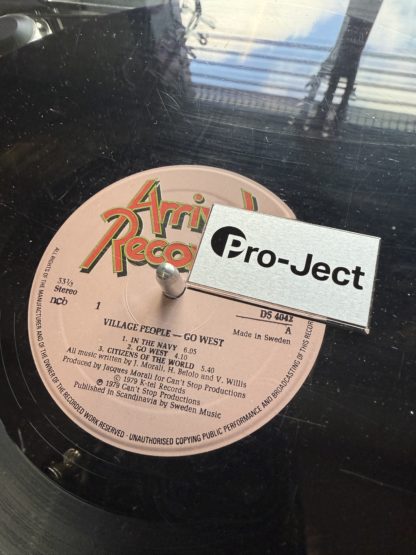 Arrival
Records
Pro-Ject
33⅓
Stereo
ncb
1
DS 4042
A
Made in Sweden
VILLAGE PEOPLE — GO WEST
1. IN THE NAVY 6.05
2. GO WEST 4.10
3. CITIZENS OF THE WORLD 5.40
All music written by J. Morali, H. Belolo and V. Willis
Produced by Jacques Morali for Can't Stop Productions
℗ 1979 K-tel Records
© 1979 Can't Stop Productions
Published in Scandinavia by Sweden Music
ALL RIGHTS OF THE MANUFACTURER AND OF THE OWNER OF THE RECORDED WORK RESERVED - UNAUTHORISED COPYING PUBLIC PERFORMANCE AND BROADCASTING OF THIS RECORD